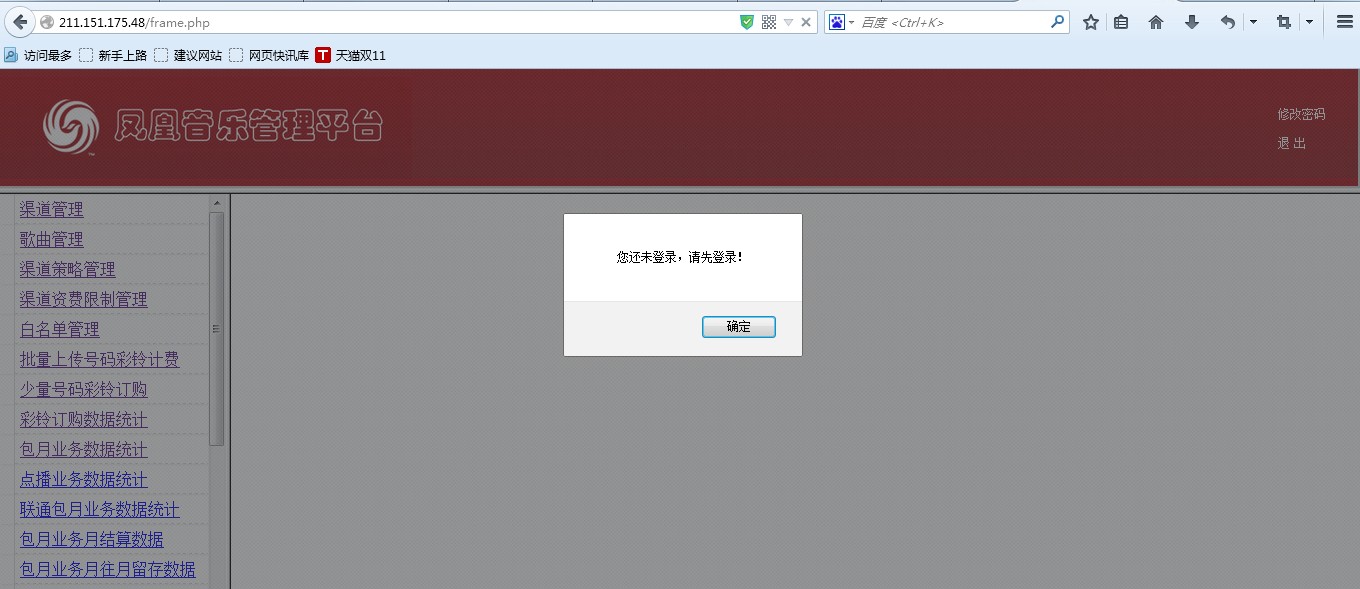 211.151.175.48/frame.php
百度 <Ctrl+K>
访问最多 新手上路 建议网站 网页快讯库 T 天猫双11
凤凰音乐管理平台
修改密码
退 出
渠道管理
歌曲管理
渠道策略管理
渠道资费限制管理
白名单管理
批量上传号码彩铃计费
少量号码彩铃订购
彩铃订购数据统计
包月业务数据统计
点播业务数据统计
联通包月业务数据统计
包月业务月结算数据
包月业务月往月留存数据
您还未登录，请先登录！
确定